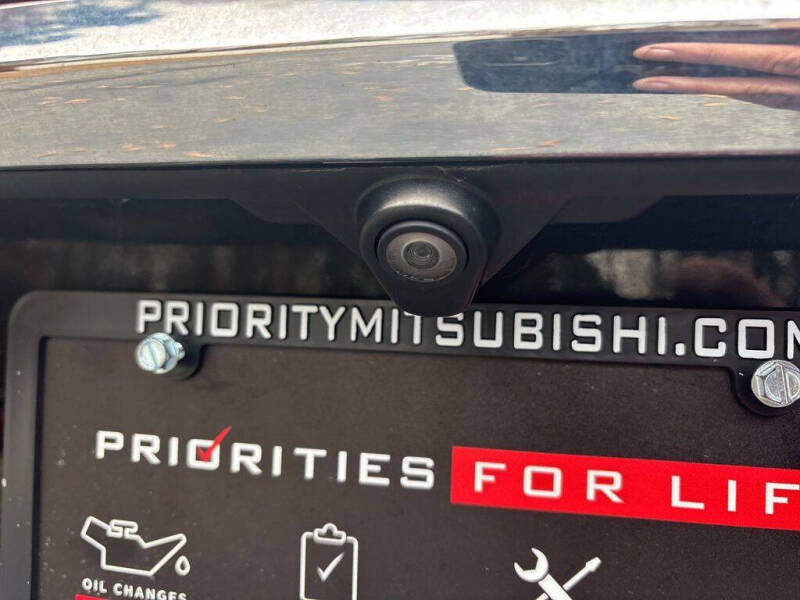 PRIORITYMITSUBISHI.COM
PRIORITIES FOR LIF
OIL CHANGES